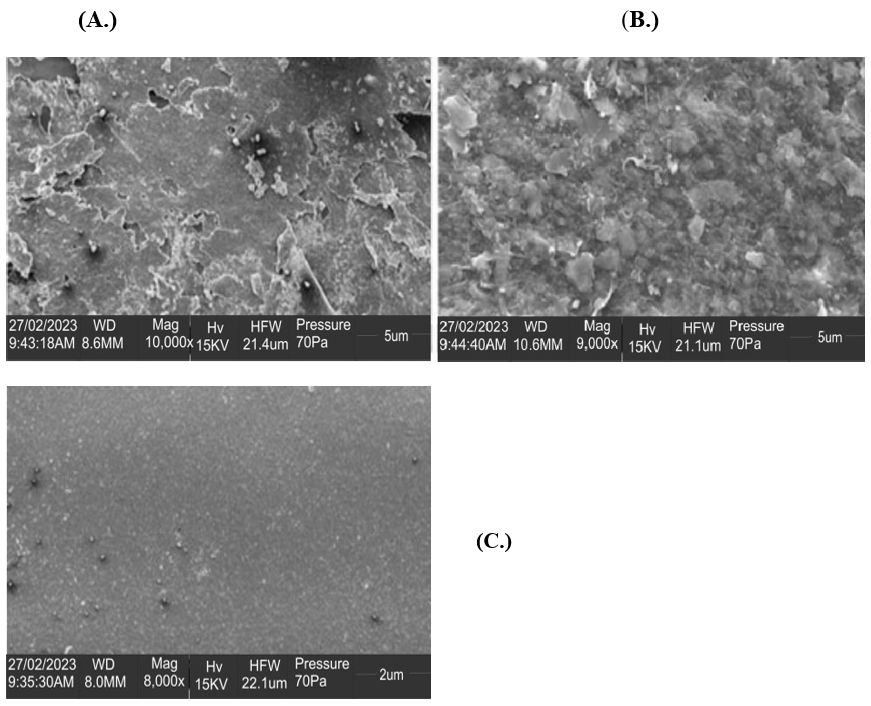 (A.)
(B.)
27/02/2023 WD Mag Hv HFW Pressure
9:43:18AM 8.6MM 10,000x 15KV 21.4um 70Pa 5um
27/02/2023 WD Mag Hv HFW Pressure
9:44:40AM 10.6MM 9,000x 15KV 21.1um 70Pa 5um
(C.)
27/02/2023 WD Mag Hv HFW Pressure
9:35:30AM 8.0MM 8,000x 15KV 22.1um 70Pa 2um